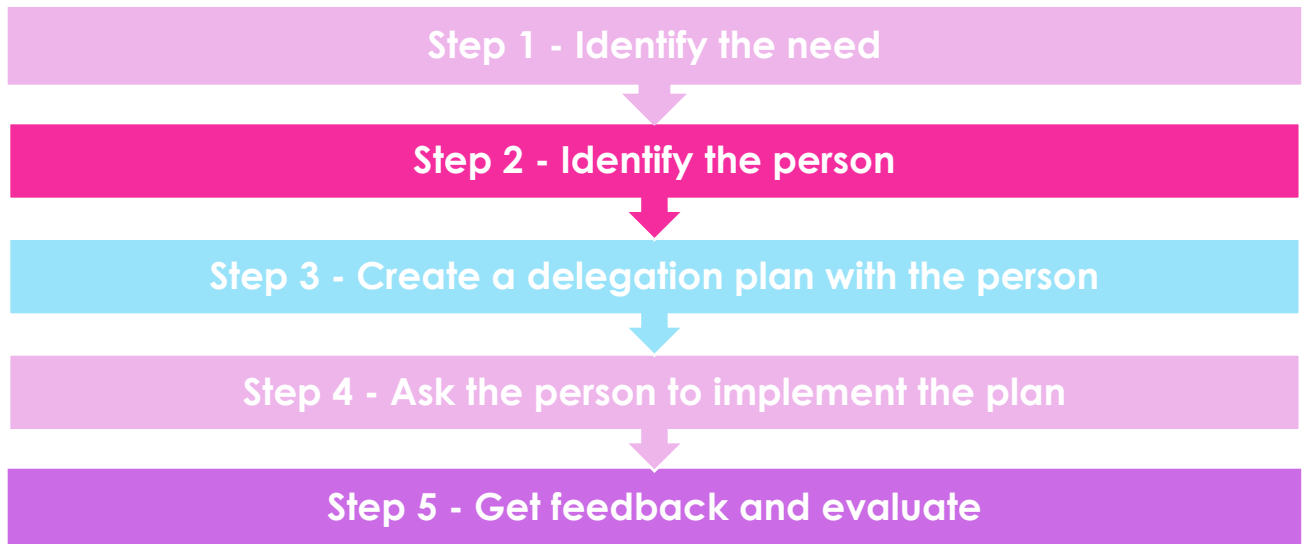 Step 1 - Identify the need
Step 2 - Identify the person
Step 3 - Create a delegation plan with the person
Step 4 - Ask the person to implement the plan
Step 5 - Get feedback and evaluate